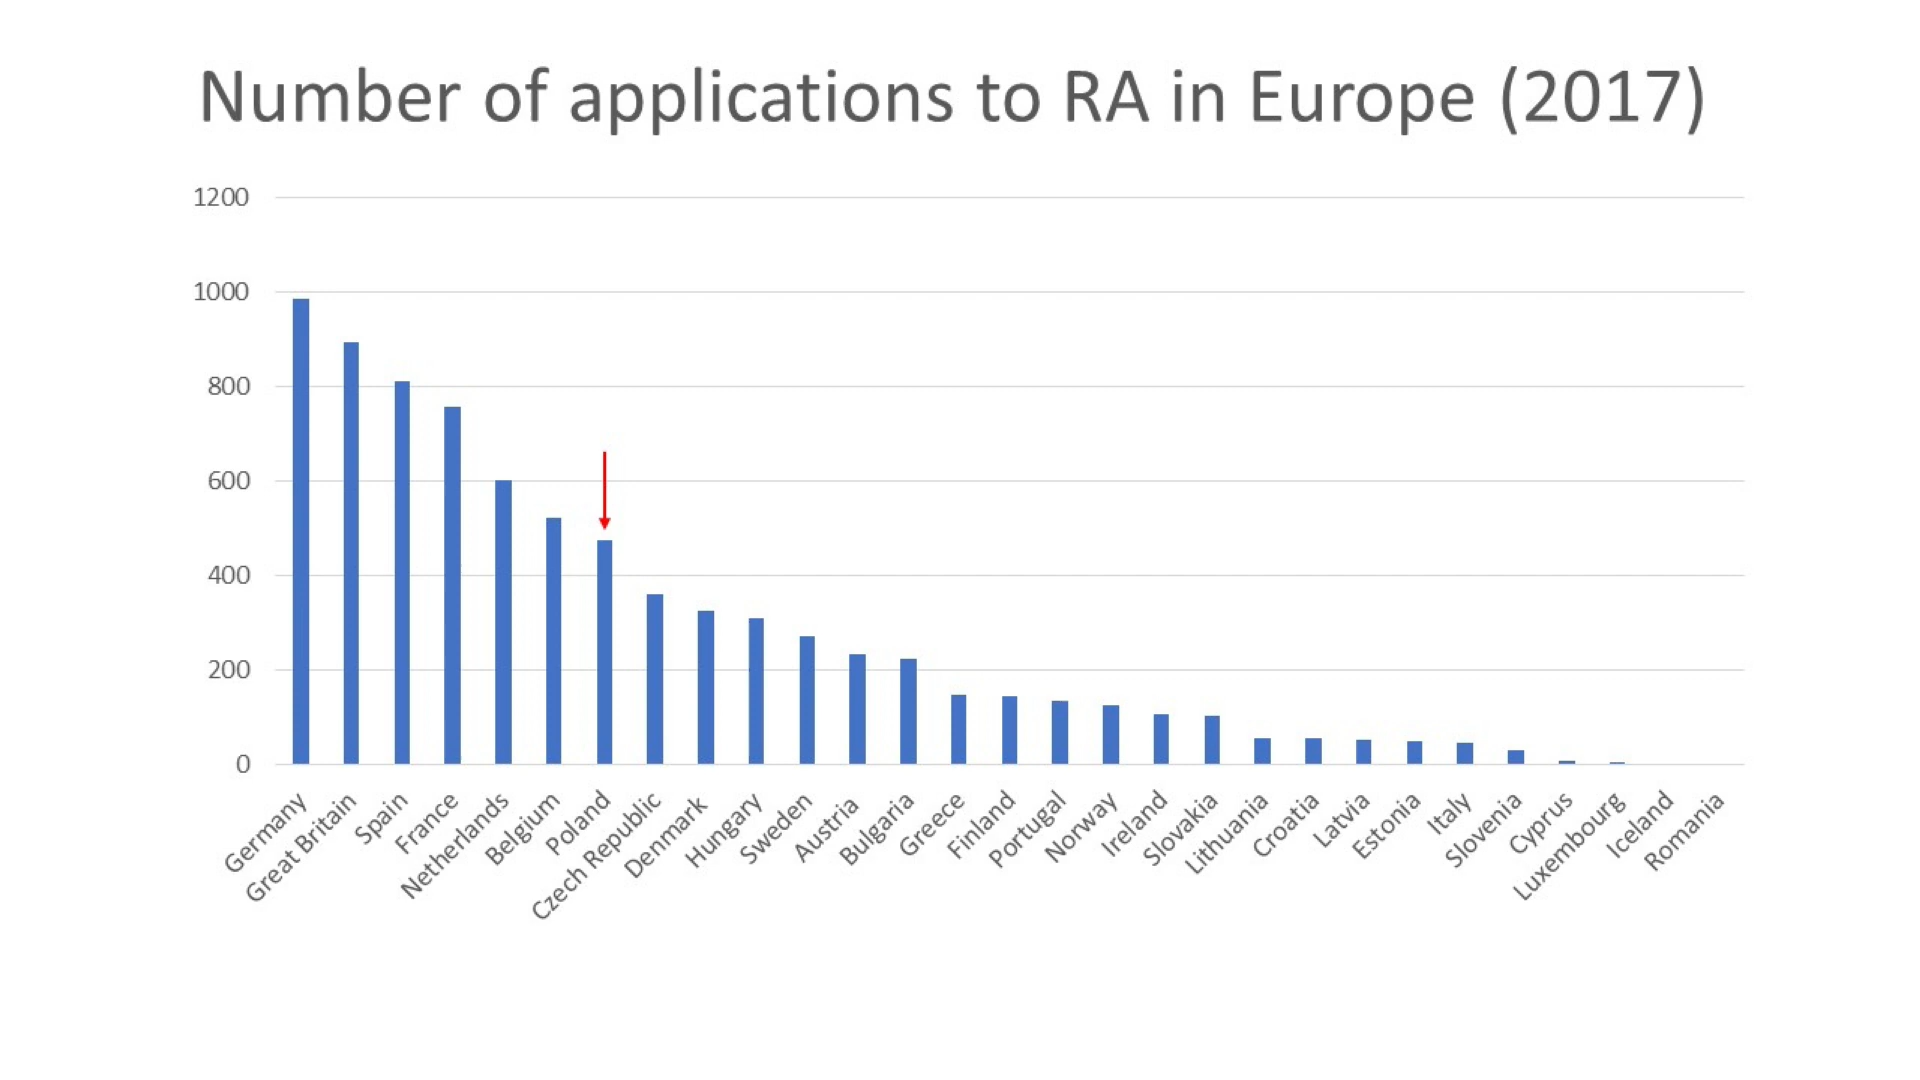 Number of applications to RA in Europe (2017)
1200
1000
800
600
400
200
0
Germany
Great Britain
Spain
France
Netherlands
Belgium
Poland
Czech Republic
Denmark
Hungary
Sweden
Austria
Bulgaria
Greece
Finland
Portugal
Norway
Ireland
Slovakia
Lithuania
Croatia
Latvia
Estonia
Italy
Slovenia
Cyprus
Luxembourg
Iceland
Romania